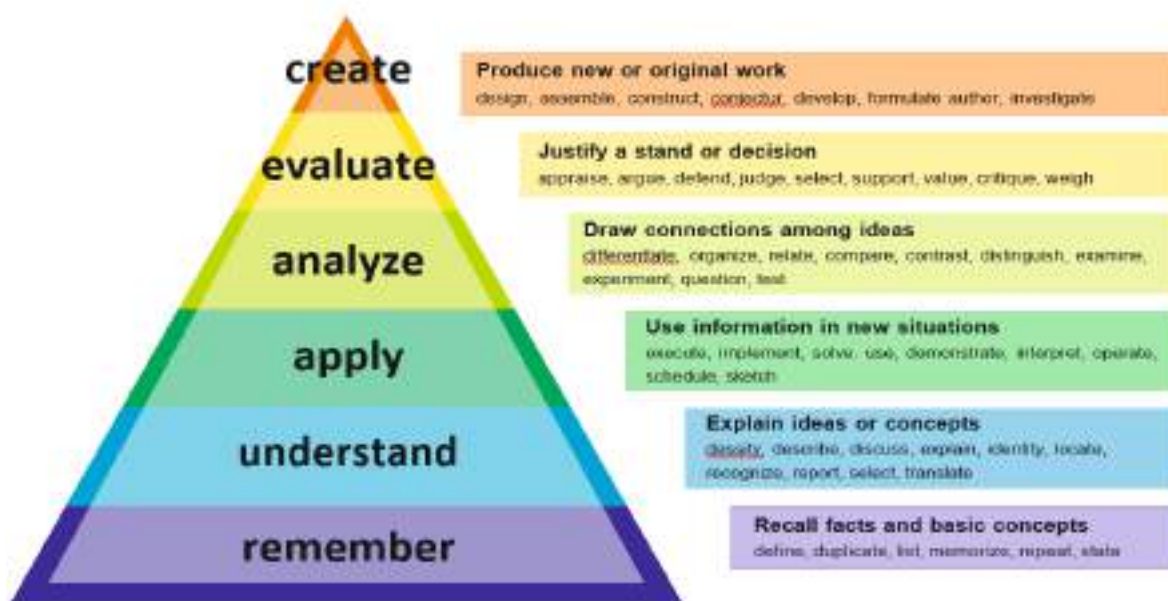 create
Produce new or original work
design, assemble, construct, conjectur, develop, formulate author, investigate
evaluate
Justify a stand or decision
appraise, argue, defend, judge, select, support, value, critique, weigh
analyze
Draw connections among ideas
differentiate, organize, relate, compare, contrast, distinguish, examine,
experiment, question, test
apply
Use information in new situations
execute, implement, solve, use, demonstrate, interpret, operate,
schedule, sketch
understand
Explain ideas or concepts
describe, discuss, explain, identify, locate,
recognize, report, select, translate
remember
Recall facts and basic concepts
define, duplicate, list, memorize, repeat, state